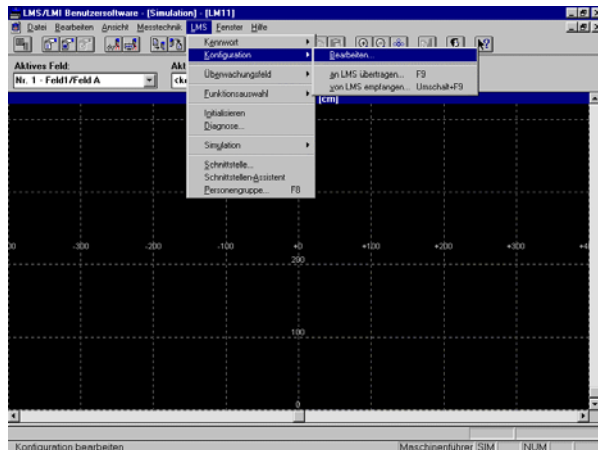 LMS/LMI Benutzersoftware - [Simulation] - [LM11]
Datei Bearbeiten Ansicht Messtechnik LMS Fenster Hilfe
Kennwort
Konfiguration
Bearbeiten...
Aktives Feld:
Akt
an LMS übertragen... F9
Nr. 1 - Feld1/Feld A
Überwachungsfeld
von LMS empfangen... Umschalt+F9
Funktionsauswahl
[cm]
Initialisieren
Diagnose...
Simulation
Schnittstelle...
Schnittstellen-Assistent
Personengruppe... F8
-300 -200 -100 +0 +100 +200 +300
200
100
0
Konfiguration bearbeiten
Maschinenführer SIM NUM